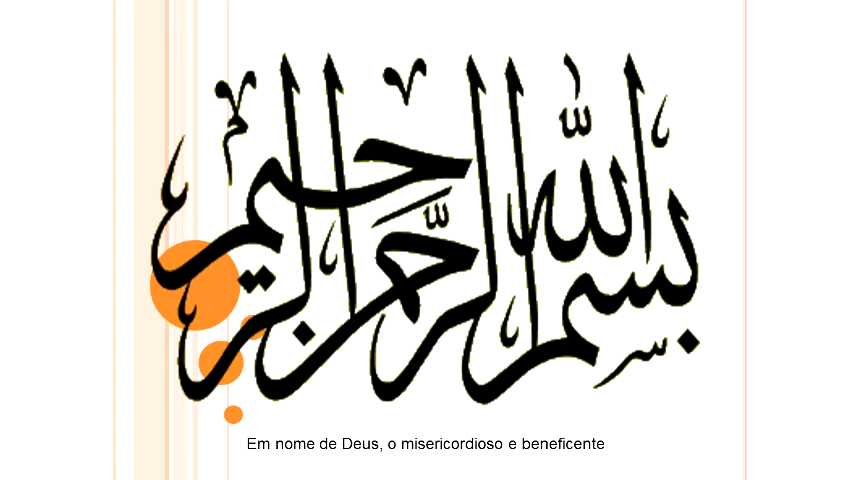 بسم الله الرحمن الرحيم
Em nome de Deus, o misericordioso e beneficente